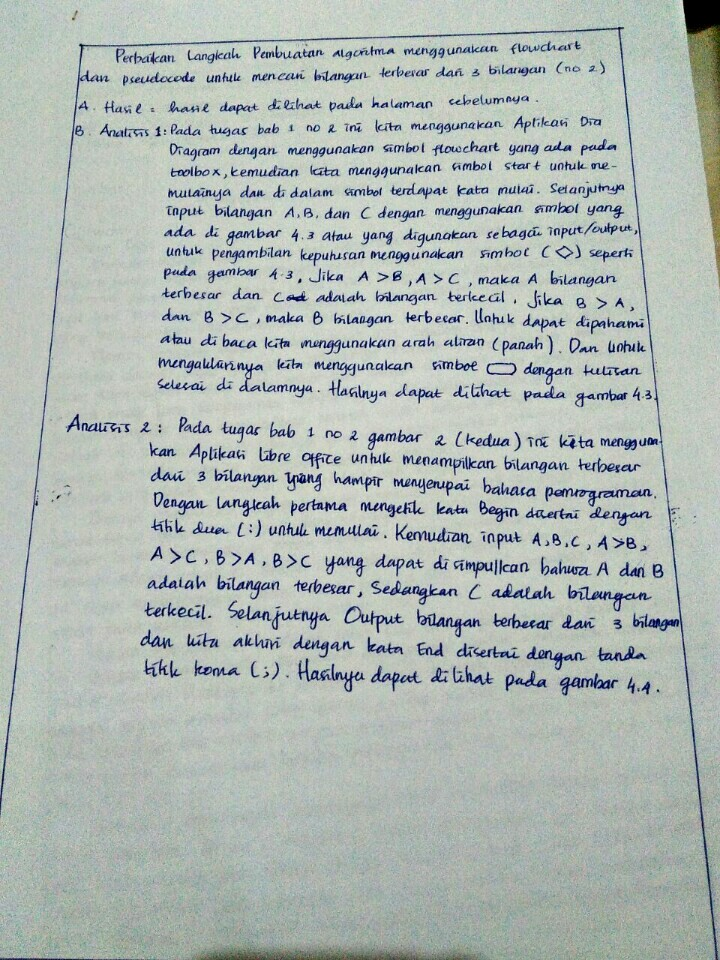 Perbaikan Langkah Pembuatan algoritma menggunakan flowchart
dan pseudocode untuk mencari bilangan terbesar dari 3 bilangan (no 2)
A. Hasil = hasil dapat dilihat pada halaman sebelumnya.
B. Analisis 1: Pada tugas bab 1 no 2 ini kita menggunakan Aplikasi Dia
Diagram dengan menggunakan simbol flowchart yang ada pada
toolbox, kemudian kita menggunakan simbol start untuk me-
mulainya dan di dalam simbol terdapat kata mulai. Selanjutnya
input bilangan A, B, dan C dengan menggunakan simbol yang
ada di gambar 4.3 atau yang digunakan sebagai input/output,
untuk pengambilan keputusan menggunakan simbol (◇) seperti
pada gambar 4.3, Jika A > B, A > C, maka A bilangan
terbesar dan C adalah bilangan terkecil, Jika B > A,
dan B > C, maka B bilangan terbesar. Untuk dapat dipahami
atau di baca kita menggunakan arah aliran (panah). Dan untuk
mengakhirinya kita menggunakan simbol ▭ dengan tulisan
Selesai di dalamnya. Hasilnya dapat dilihat pada gambar 4.3.
Analisis 2 : Pada tugas bab 1 no 2 gambar 2 (kedua) ini kita mengguna-
kan Aplikasi Libre Office untuk menampilkan bilangan terbesar
dari 3 bilangan yang hampir menyerupai bahasa pemrograman.
Dengan langkah pertama mengetik kata Begin disertai dengan
titik dua (:) untuk memulai. Kemudian input A, B, C, A > B,
A > C, B > A, B > C yang dapat disimpulkan bahwa A dan B
adalah bilangan terbesar, Sedangkan C adalah bilangan
terkecil. Selanjutnya Output bilangan terbesar dari 3 bilangan
dan kita akhiri dengan kata End disertai dengan tanda
titik koma (;). Hasilnya dapat dilihat pada gambar 4.4.